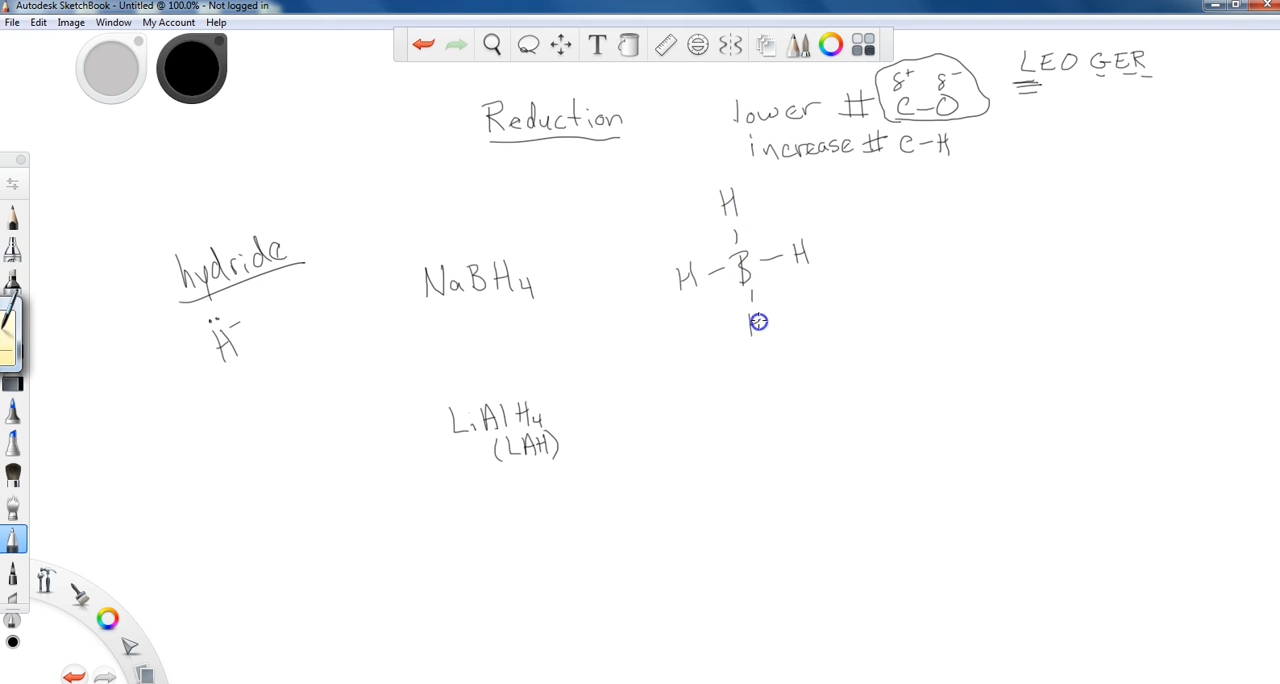 Autodesk SketchBook - Untitled @ 100.0% - Not logged in
File Edit Image Window My Account Help
LEO GER
δ+ δ-
Reduction
lower # C-O
increase # C-H
H
hydride
NaBH4
H - B - H
H-
LiAlH4
(LAH)